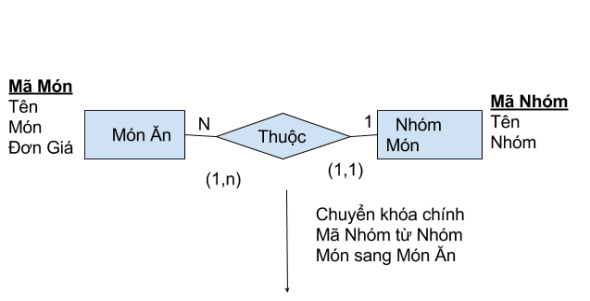 Mã Món
Tên
Món
Đơn Giá
Món Ăn
N
Thuộc
1
Nhóm
Món
Mã Nhóm
Tên
Nhóm
(1,n)
(1,1)
Chuyển khóa chính
Mã Nhóm từ Nhóm
Món sang Món Ăn